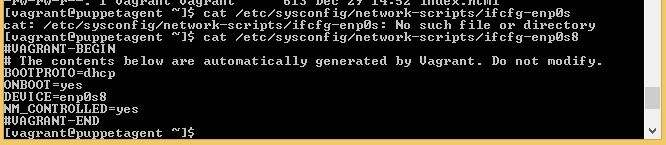 -rw-rw-r--. 1 vagrant vagrant 613 Dec 29 14:52 index.html
[vagrant@puppetagent ~]$ cat /etc/sysconfig/network-scripts/ifcfg-enp0s
cat: /etc/sysconfig/network-scripts/ifcfg-enp0s: No such file or directory
[vagrant@puppetagent ~]$ cat /etc/sysconfig/network-scripts/ifcfg-enp0s8
#VAGRANT-BEGIN
# The contents below are automatically generated by Vagrant. Do not modify.
BOOTPROTO=dhcp
ONBOOT=yes
DEVICE=enp0s8
NM_CONTROLLED=yes
#VAGRANT-END
[vagrant@puppetagent ~]$